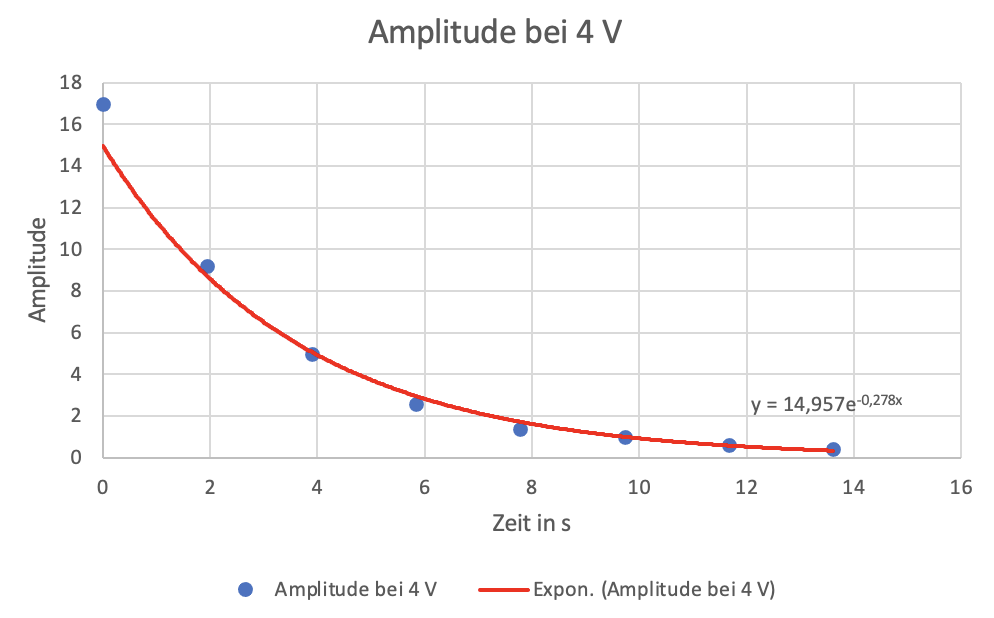 Amplitude bei 4 V
18
16
14
12
10
8
6
4
2
0
Amplitude
y = 14,957e-0,278x
0 2 4 6 8 10 12 14 16
Zeit in s
Amplitude bei 4 V Expon. (Amplitude bei 4 V)